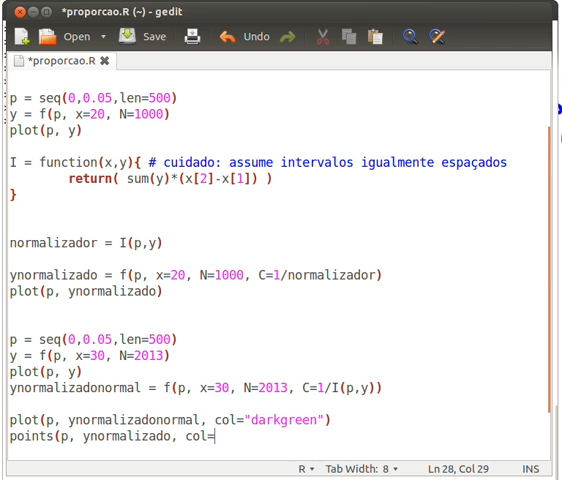 *proporcao.R (~) - gedit
Open Save Undo
*proporcao.R
p = seq(0,0.05,len=500)
y = f(p, x=20, N=1000)
plot(p, y)
I = function(x,y){ # cuidado: assume intervalos igualmente espaçados
return( sum(y)*(x[2]-x[1]) )
}
normalizador = I(p,y)
ynormalizado = f(p, x=20, N=1000, C=1/normalizador)
plot(p, ynormalizado)
p = seq(0,0.05,len=500)
y = f(p, x=30, N=2013)
plot(p, y)
ynormalizadonormal = f(p, x=30, N=2013, C=1/I(p,y))
plot(p, ynormalizadonormal, col="darkgreen")
points(p, ynormalizado, col=
R Tab Width: 8 Ln 28, Col 29 INS